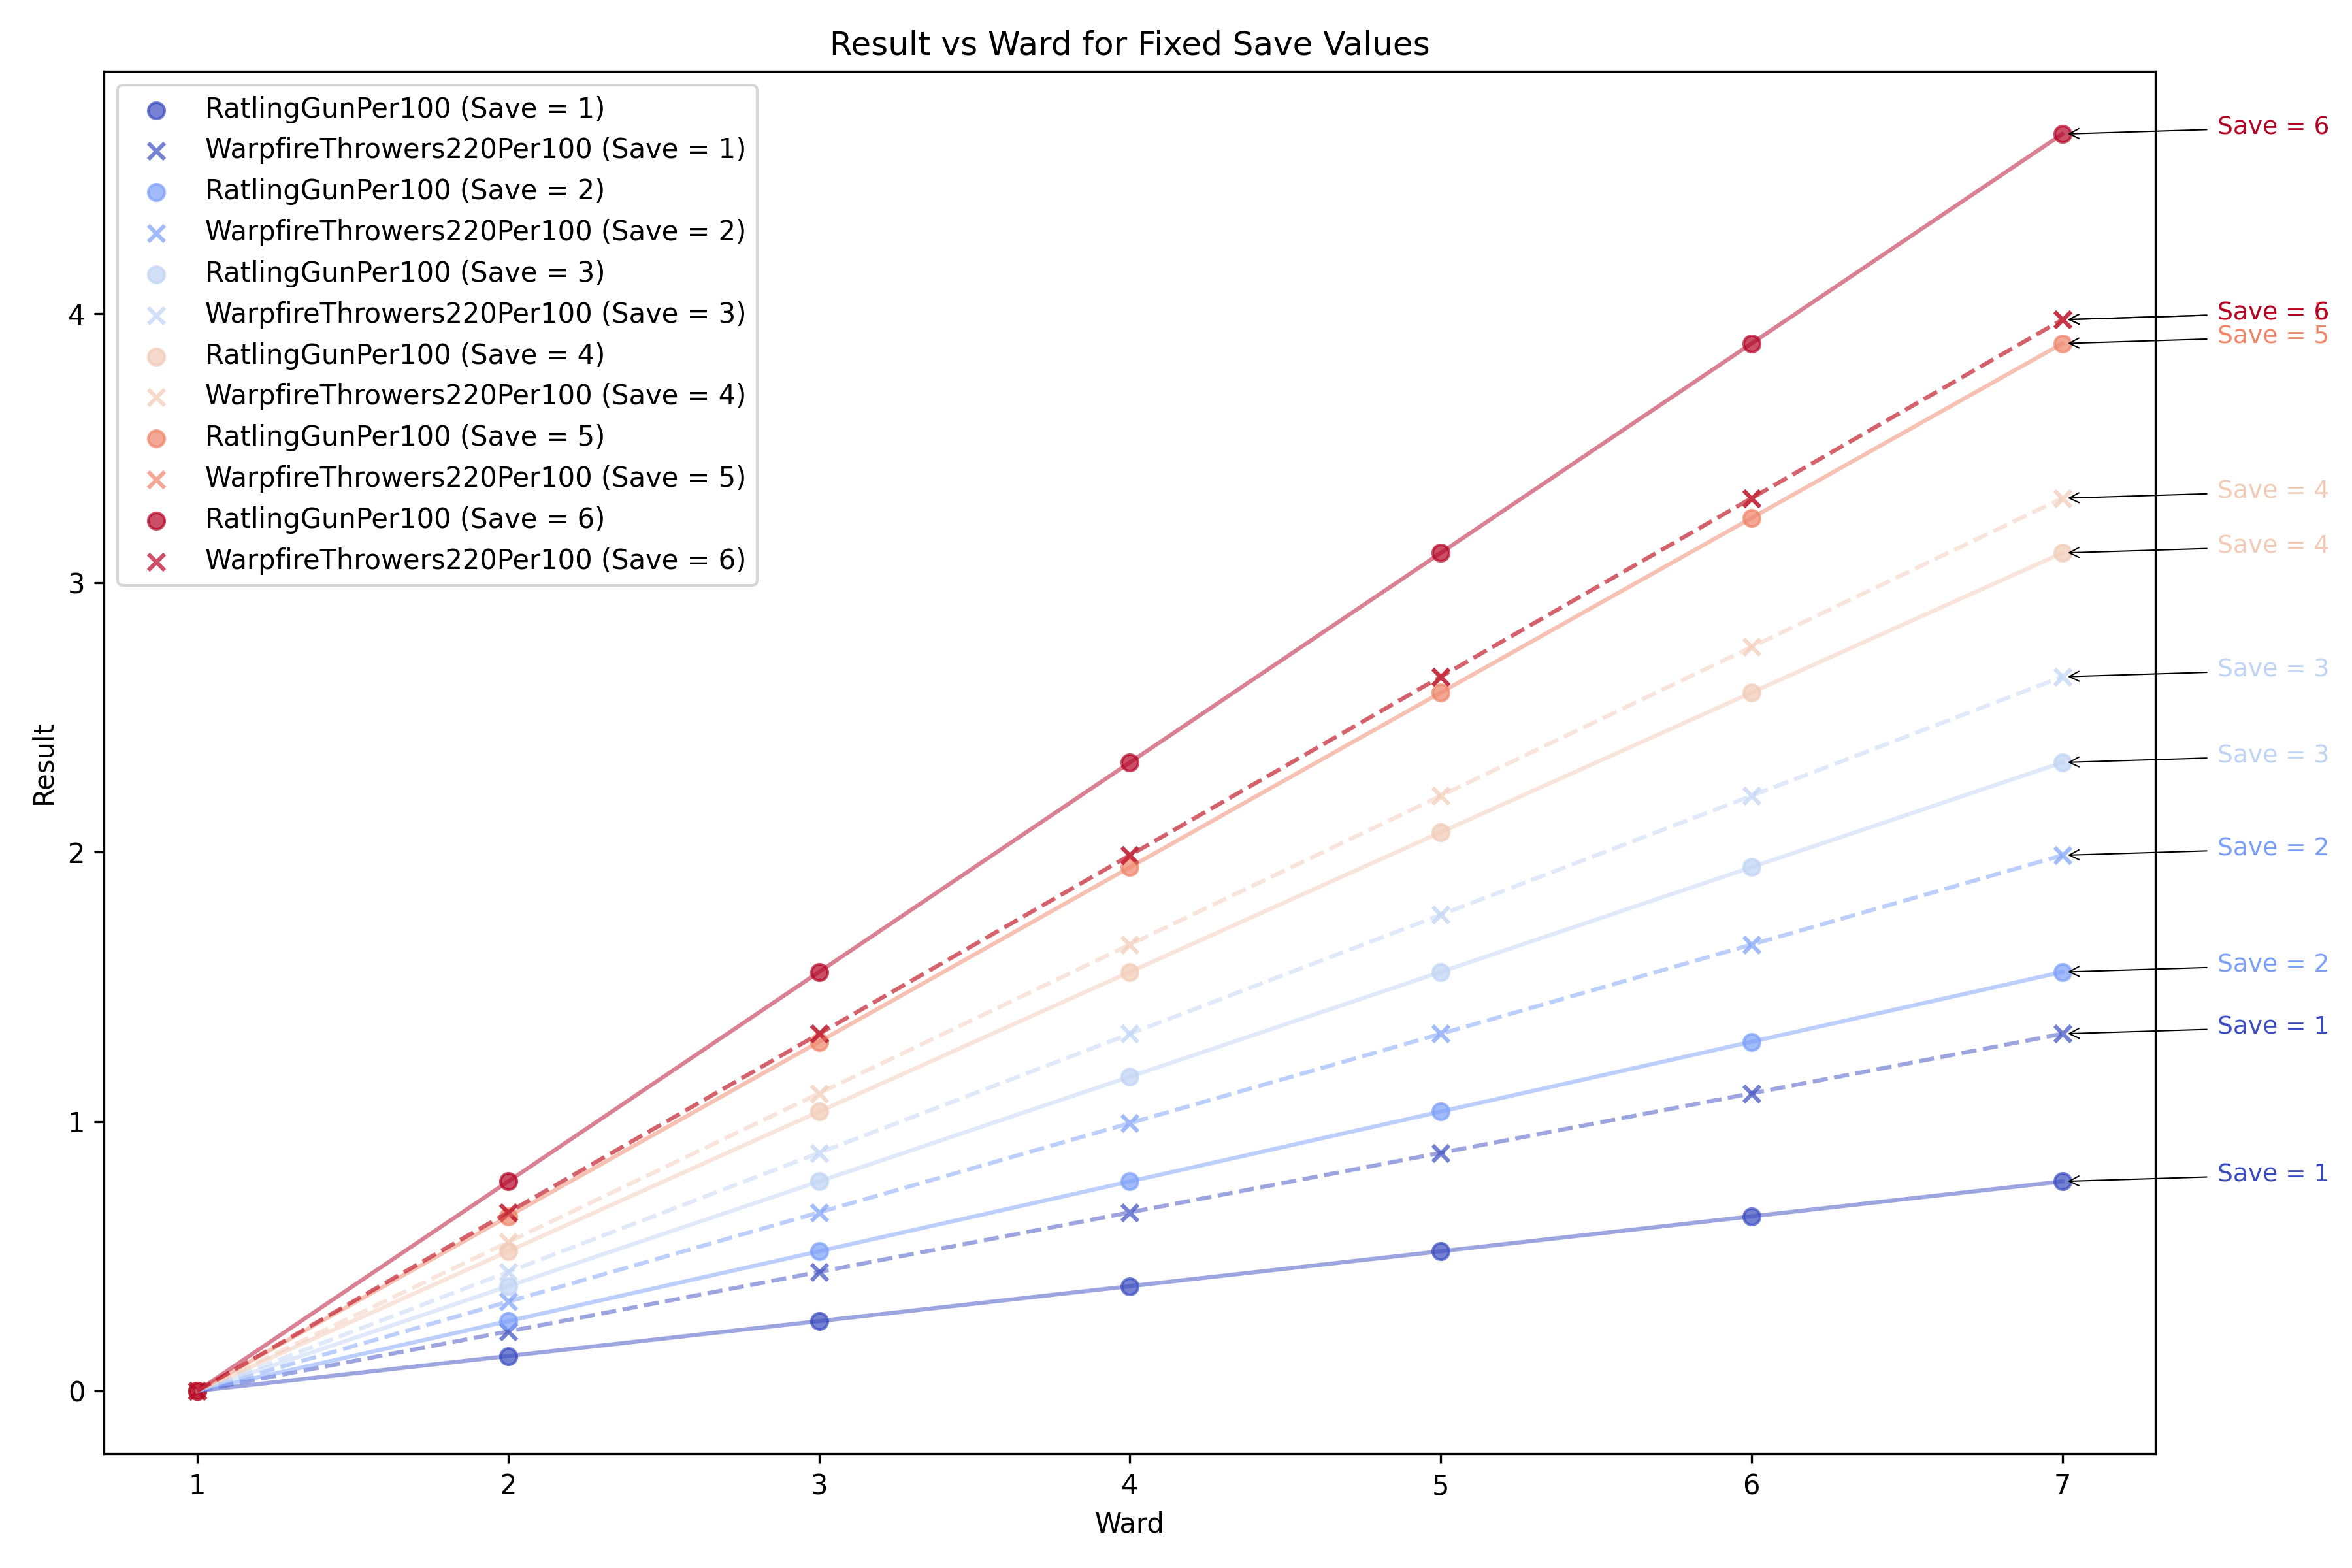 Result vs Ward for Fixed Save Values
RatlingGunPer100 (Save = 1)
WarpfireThrowers220Per100 (Save = 1)
RatlingGunPer100 (Save = 2)
WarpfireThrowers220Per100 (Save = 2)
RatlingGunPer100 (Save = 3)
WarpfireThrowers220Per100 (Save = 3)
RatlingGunPer100 (Save = 4)
WarpfireThrowers220Per100 (Save = 4)
RatlingGunPer100 (Save = 5)
WarpfireThrowers220Per100 (Save = 5)
RatlingGunPer100 (Save = 6)
WarpfireThrowers220Per100 (Save = 6)
Save = 6
Save = 6
Save = 5
Save = 4
Save = 4
Save = 3
Save = 3
Save = 2
Save = 2
Save = 1
Save = 1
Result
4
3
2
1
0
1 2 3 4 5 6 7
Ward